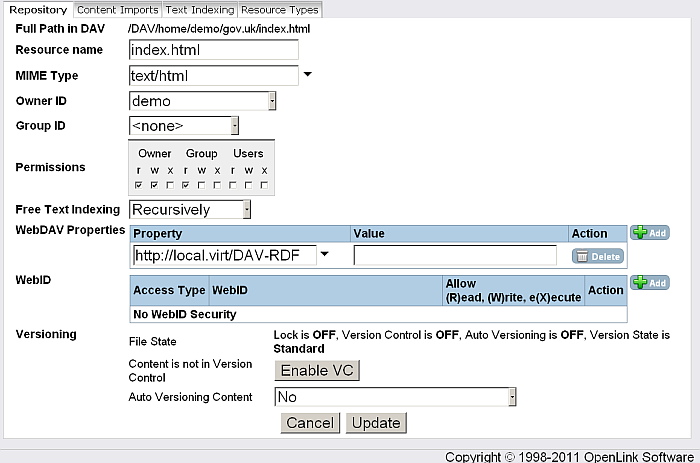 Repository Content Imports Text Indexing Resource Types
Full Path in DAV /DAV/home/demo/gov.uk/index.html
Resource name index.html
MIME Type text/html
Owner ID demo
Group ID <none>
Owner Group Users
Permissions r w x r w x r w x
Free Text Indexing Recursively
WebDAV Properties Property Value Action Add
http://local.virt/DAV-RDF Delete
WebID Access Type WebID Allow (R)ead, (W)rite, e(X)ecute Action Add
No WebID Security
Versioning File State Lock is OFF, Version Control is OFF, Auto Versioning is OFF, Version State is
Standard
Content is not in Version
Control Enable VC
Auto Versioning Content No
Cancel Update
Copyright © 1998-2011 OpenLink Software